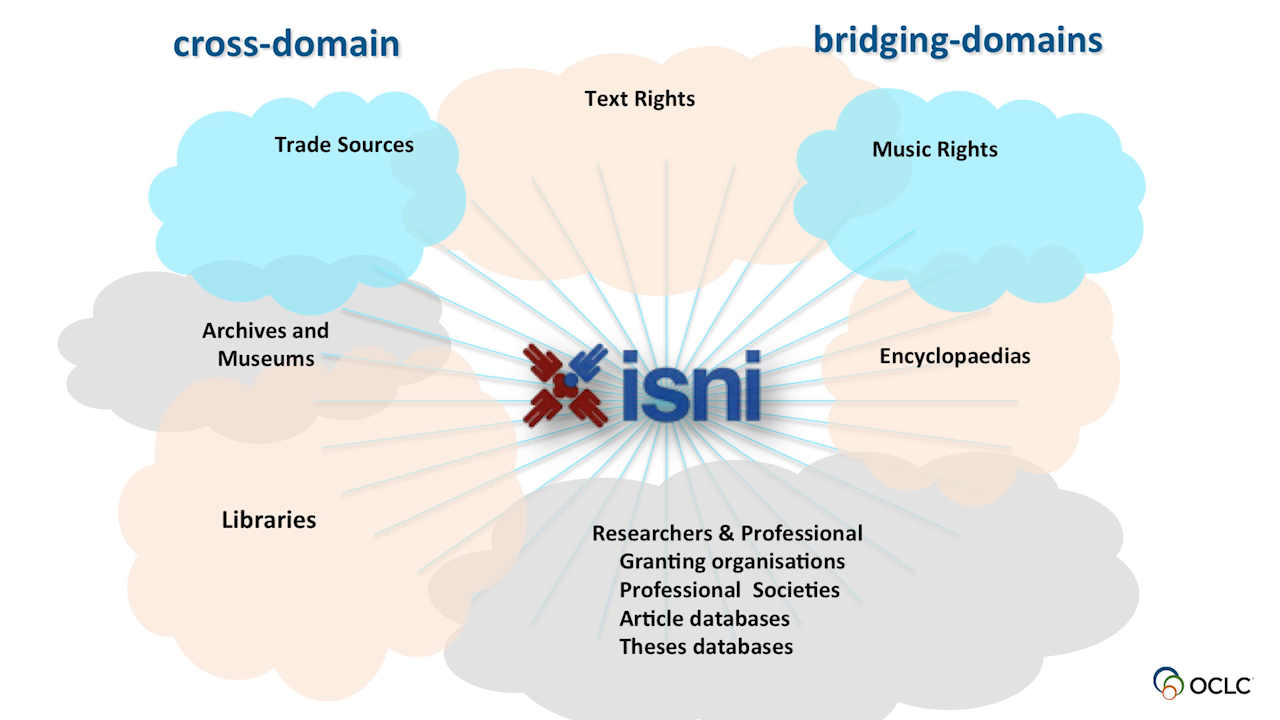 cross-domain
bridging-domains
Text Rights
Trade Sources
Music Rights
Archives and
Museums
Encyclopaedias
isni
Libraries
Researchers & Professional
Granting organisations
Professional  Societies
Article databases
Theses databases
OCLC